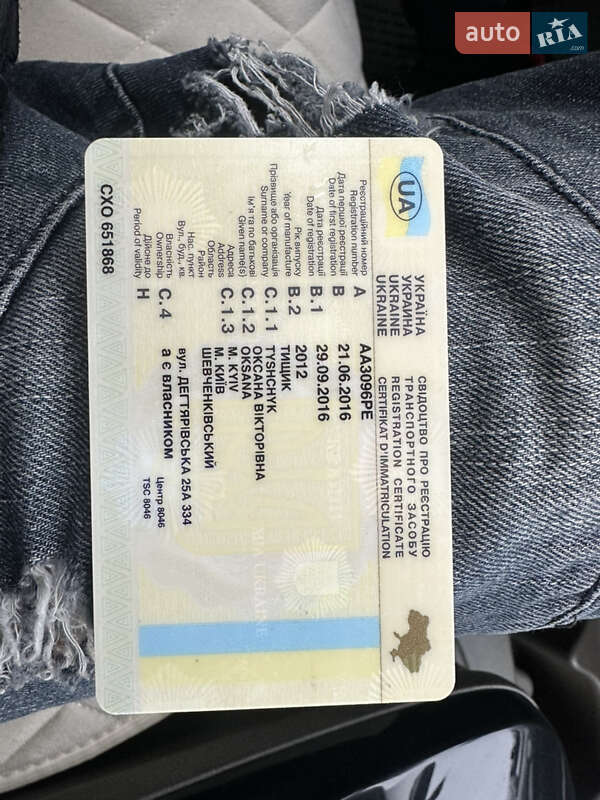 auto RIA.com
UA
УКРАЇНА
УКРАИНА
UKRAINE
UKRAINE
СВІДОЦТВО ПРО РЕЄСТРАЦІЮ
ТРАНСПОРТНОГО ЗАСОБУ
REGISTRATION CERTIFICATE
CERTIFIKAT D'IMMATRICULATION
Реєстраційний номер
Registration number
A
AA3096PE
Дата першої реєстрації
Date of first registration
B
21.06.2016
Дата реєстрації
Date of registration
B.1
29.09.2016
Рік випуску
Year of manufacture
B.2
2012
Прізвище або організація
Surname or company
C.1.1
ТИЩИК
TYSHCHYK
Ім'я та по батькові
Given name(s)
C.1.2
ОКСАНА ВІКТОРІВНА
OKSANA
Адреса
Address
C.1.3
M. KYIV
М. КИЇВ
Область
Район
ШЕВЧЕНКІВСЬКИЙ
Нас. пункт
Вул., буд., кв.
вул. ДЕГТЯРІВСЬКА 25А 334
Власність
Ownership
C.4
а є власником
Дійсне до
Period of validity
H
Центр 8046
TSC 8046
CXO 651868
MIA UKRAINE